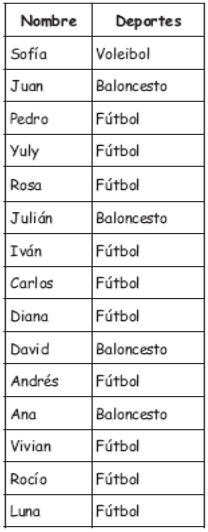 Nombre Deportes
Sofía Voleibol
Juan Baloncesto
Pedro Fútbol
Yuly Fútbol
Rosa Fútbol
Julián Baloncesto
Iván Fútbol
Carlos Fútbol
Diana Fútbol
David Baloncesto
Andrés Fútbol
Ana Baloncesto
Vivian Fútbol
Rocío Fútbol
Luna Fútbol